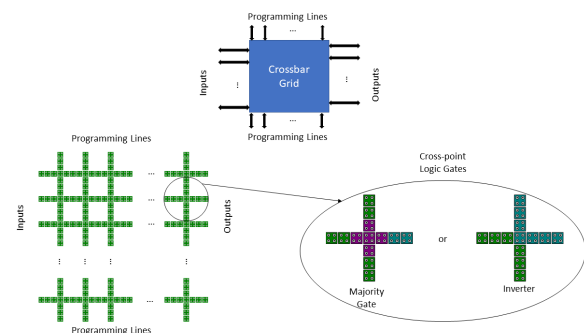 Programming Lines
...
Inputs
...
Crossbar
Grid
...
Outputs
...
Programming Lines
Programming Lines
Inputs
...
...
...
...
...
...
...
Outputs
Programming Lines
Cross-point
Logic Gates
or
Majority
Gate
Inverter